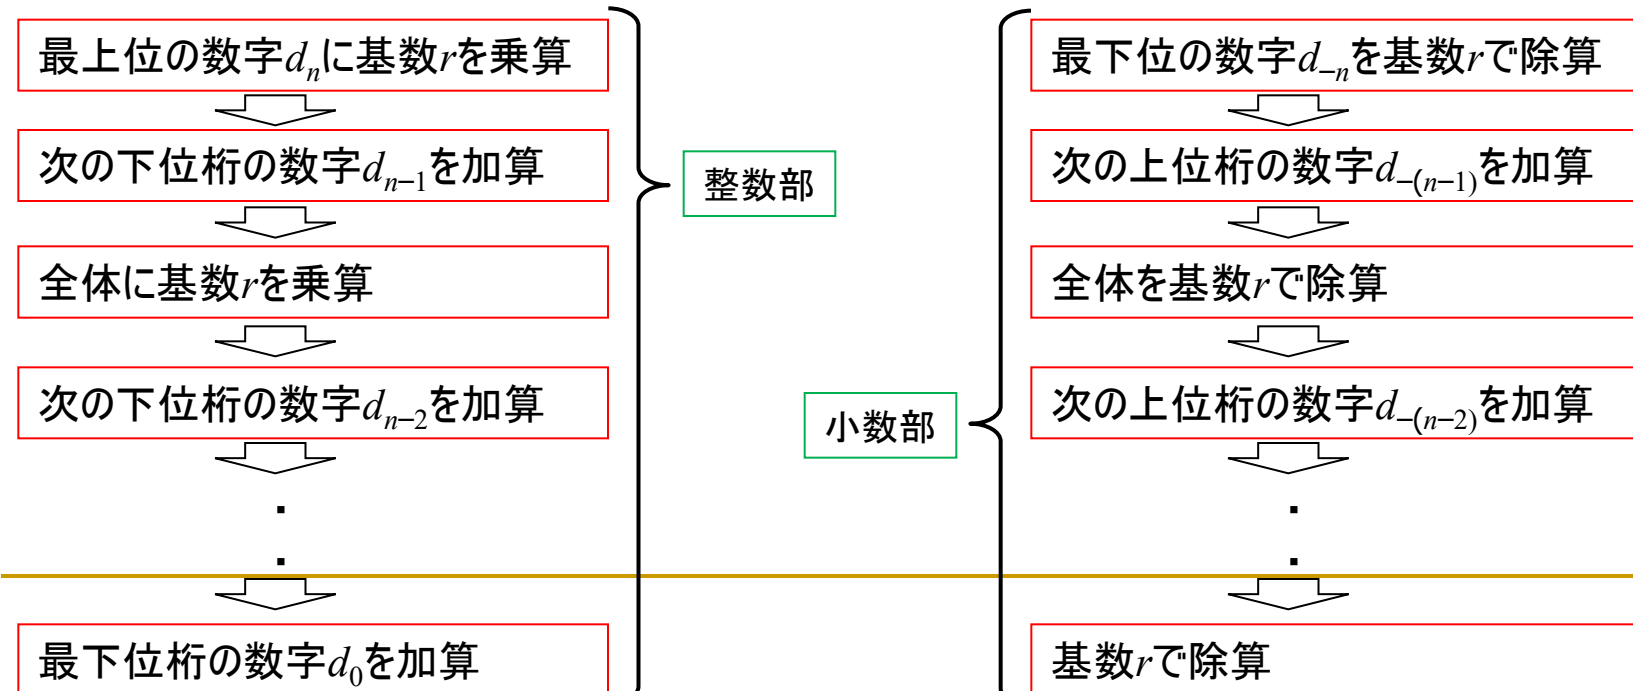 最上位の数字dnに基数rを乗算
次の下位桁の数字dn−1を加算
全体に基数rを乗算
次の下位桁の数字dn−2を加算
.
.
最下位桁の数字d0を加算
整数部
小数部
最下位の数字d−nを基数rで除算
次の上位桁の数字d−(n−1)を加算
全体を基数rで除算
次の上位桁の数字d−(n−2)を加算
.
.
基数rで除算